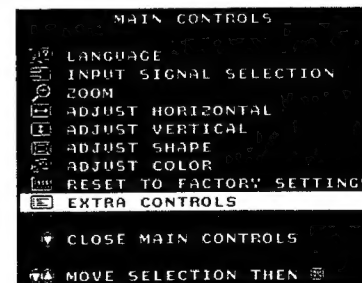 MAIN CONTROLS
LANGUAGE
INPUT SIGNAL SELECTION
ZOOM
ADJUST HORIZONTAL
ADJUST VERTICAL
ADJUST SHAPE
ADJUST COLOR
RESET TO FACTORY SETTING
EXTRA CONTROLS
CLOSE MAIN CONTROLS
MOVE SELECTION THEN